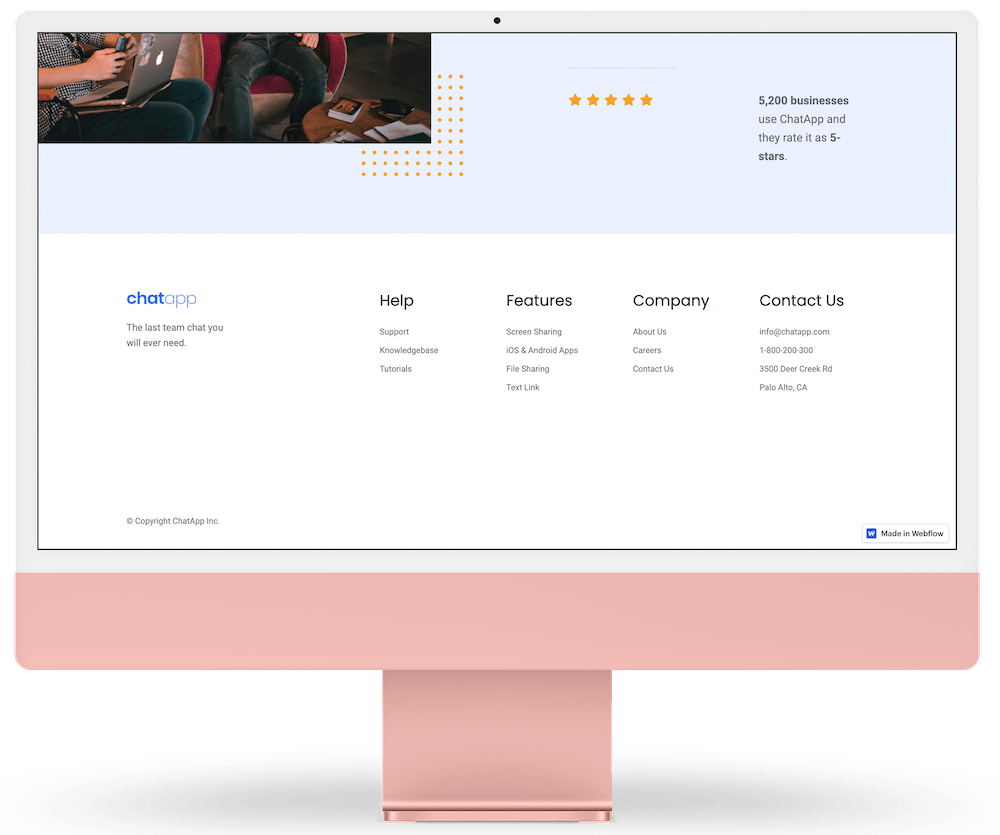 5,200 businesses
use ChatApp and
they rate it as 5-
stars.
chatapp
The last team chat you
will ever need.
Help
Support
Knowledgebase
Tutorials
Features
Screen Sharing
iOS & Android Apps
File Sharing
Text Link
Company
About Us
Careers
Contact Us
Contact Us
info@chatapp.com
1-800-200-300
3500 Deer Creek Rd
Palo Alto, CA
© Copyright ChatApp Inc.
W Made in Webflow